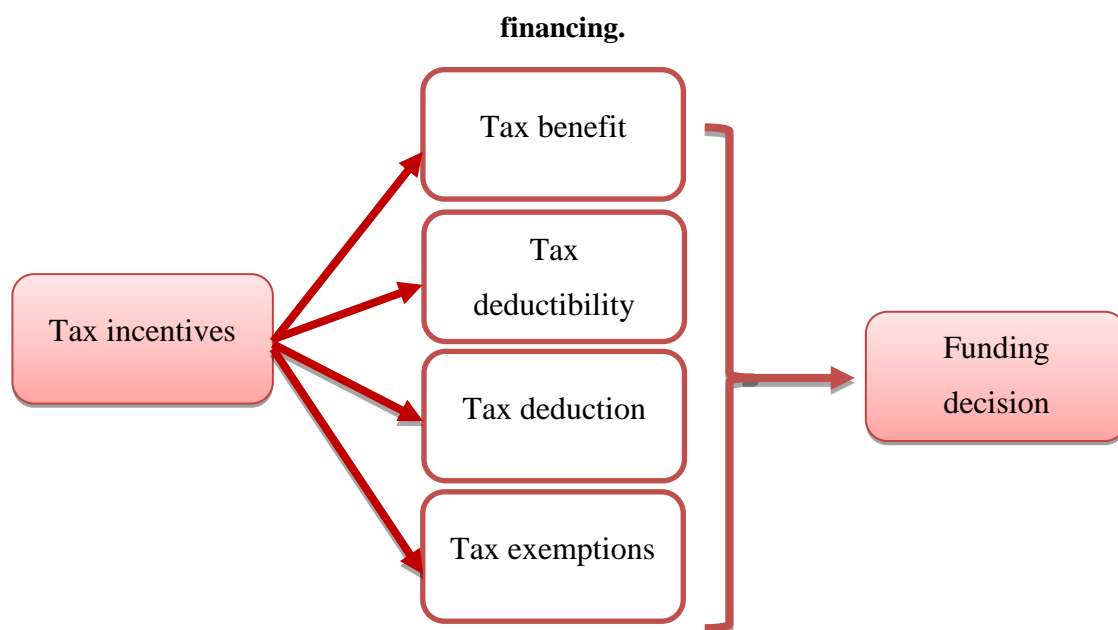 financing.
Tax benefit
Tax
deductibility
Tax incentives
Funding
decision
Tax deduction
Tax exemptions